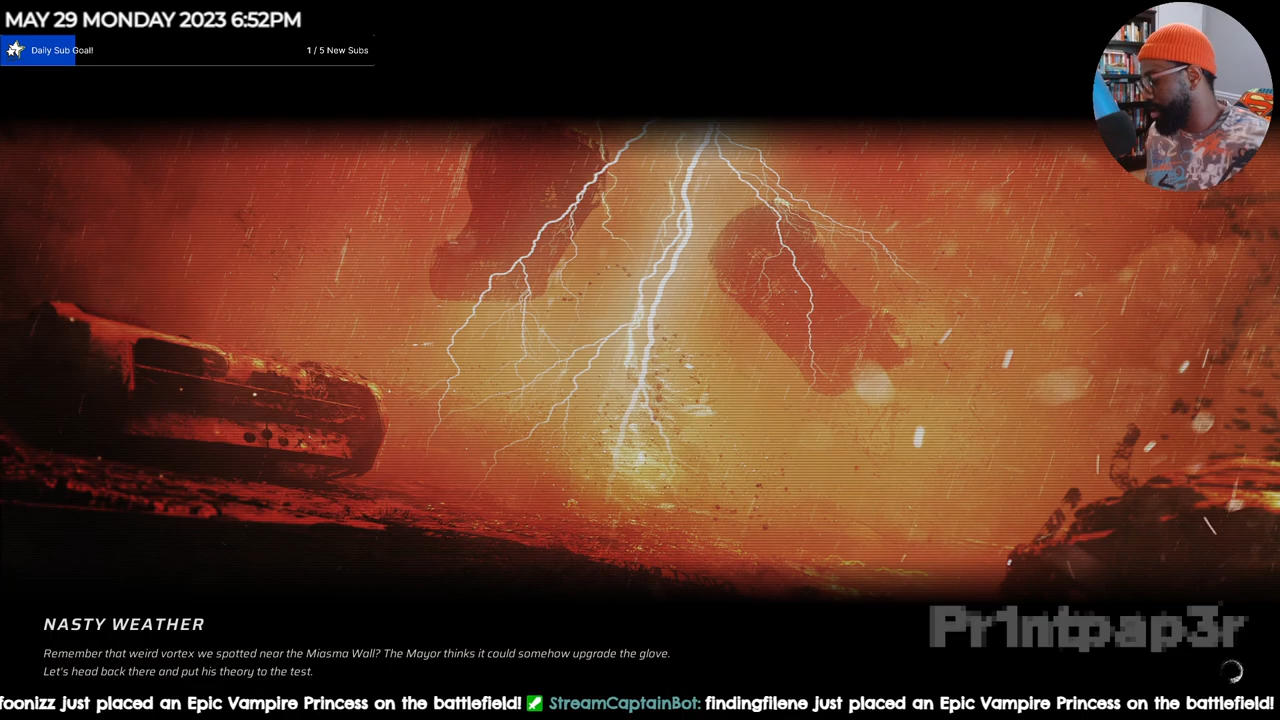 MAY 29 MONDAY 2023 6:52PM
Daily Sub Goal! 1 / 5 New Subs
NASTY WEATHER
Pr1ntpap3r
Remember that weird vortex we spotted near the Miasma Wall? The Mayor thinks it could somehow upgrade the glove.
Let's head back there and put his theory to the test.
foonizz just placed an Epic Vampire Princess on the battlefield! StreamCaptainBot: findingfilene just placed an Epic Vampire Princess on the battlefield!